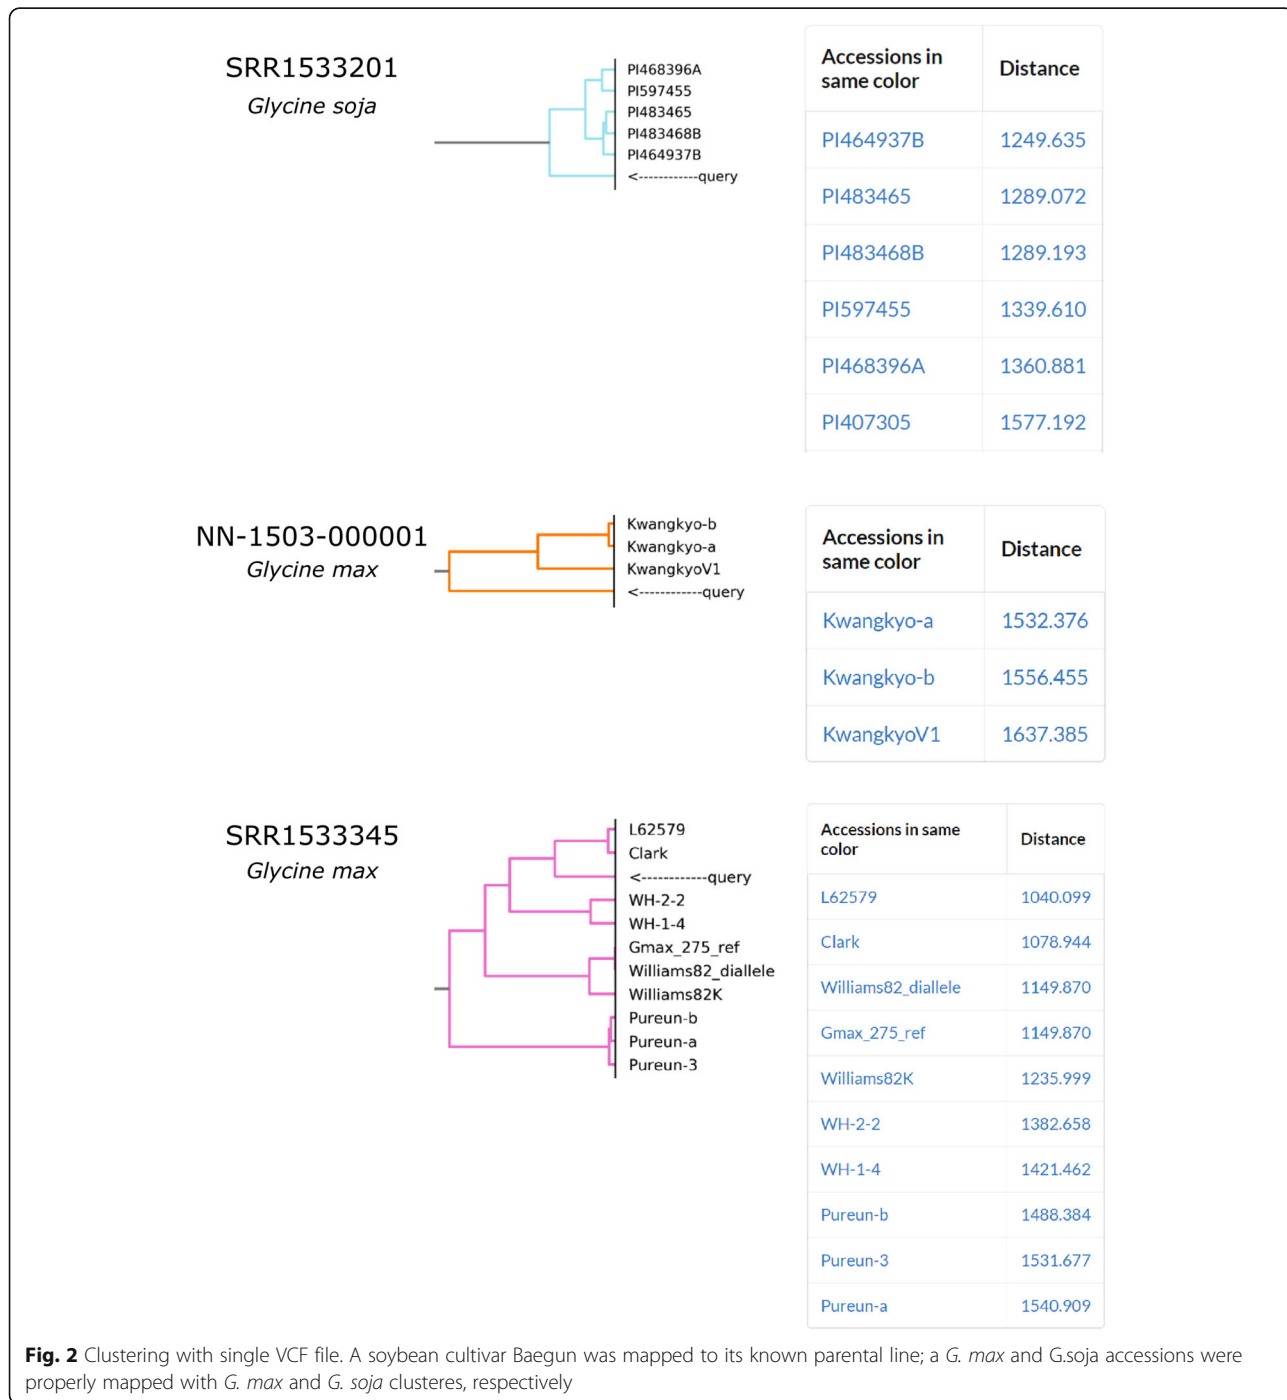 SRR1533201
Glycine soja
PI468396A
PI597455
PI483465
PI483468B
PI464937B
<------------query
Accessions in same color Distance
PI464937B 1249.635
PI483465 1289.072
PI483468B 1289.193
PI597455 1339.610
PI468396A 1360.881
PI407305 1577.192
NN-1503-000001
Glycine max
Kwangkyo-b
Kwangkyo-a
KwangkyoV1
<------------query
Accessions in same color Distance
Kwangkyo-a 1532.376
Kwangkyo-b 1556.455
KwangkyoV1 1637.385
SRR1533345
Glycine max
L62579
Clark
<------------query
WH-2-2
WH-1-4
Gmax_275_ref
Williams82_diallele
Williams82K
Pureun-b
Pureun-a
Pureun-3
Accessions in same color Distance
L62579 1040.099
Clark 1078.944
Williams82_diallele 1149.870
Gmax_275_ref 1149.870
Williams82K 1235.999
WH-2-2 1382.658
WH-1-4 1421.462
Pureun-b 1488.384
Pureun-3 1531.677
Pureun-a 1540.909
Fig. 2 Clustering with single VCF file. A soybean cultivar Baegun was mapped to its known parental line; a G. max and G.soja accessions were
properly mapped with G. max and G. soja clusteres, respectively